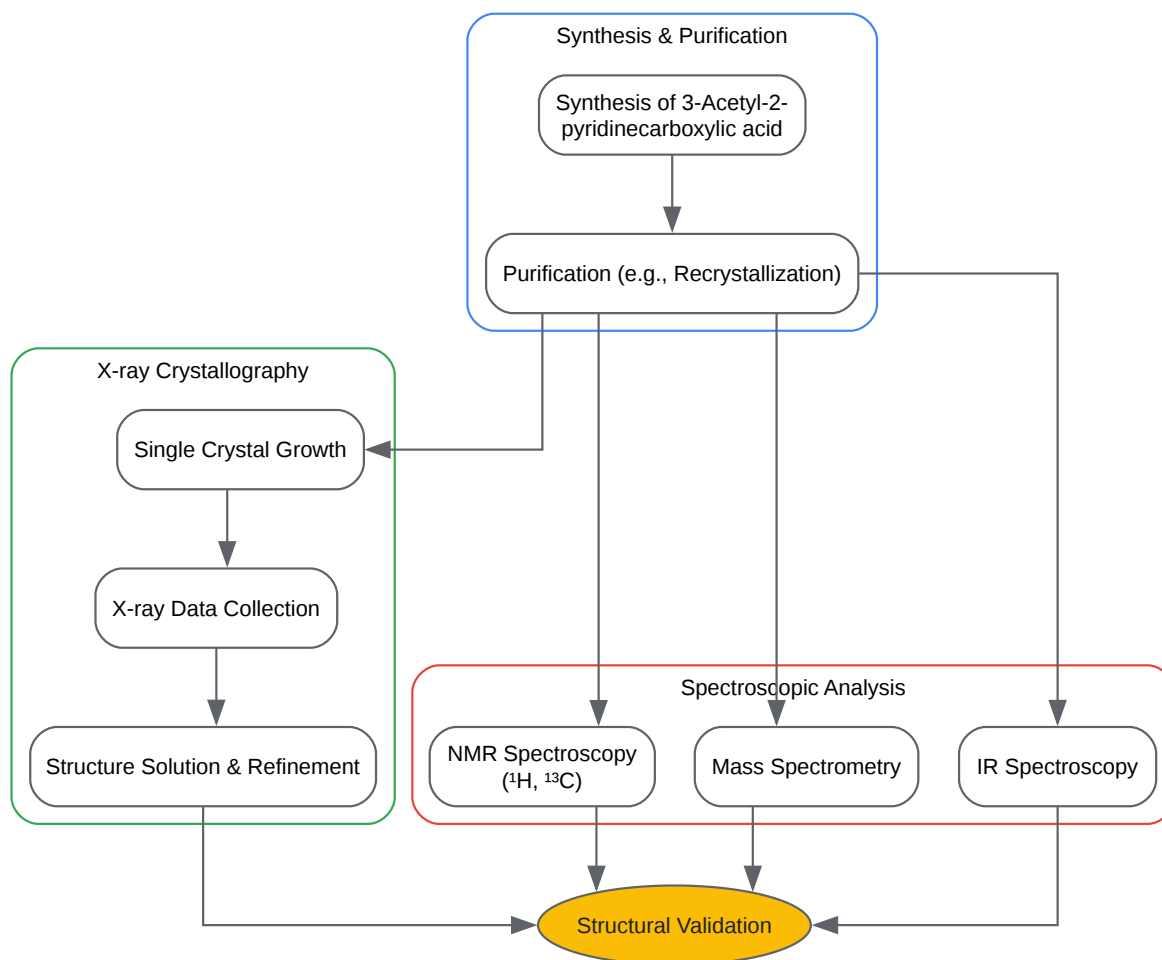 Synthesis & Purification
Synthesis of 3-Acetyl-2-
pyridinecarboxylic acid
Purification (e.g., Recrystallization)
X-ray Crystallography
Single Crystal Growth
X-ray Data Collection
Structure Solution & Refinement
Spectroscopic Analysis
NMR Spectroscopy
(¹H, ¹³C)
Mass Spectrometry
IR Spectroscopy
Structural Validation